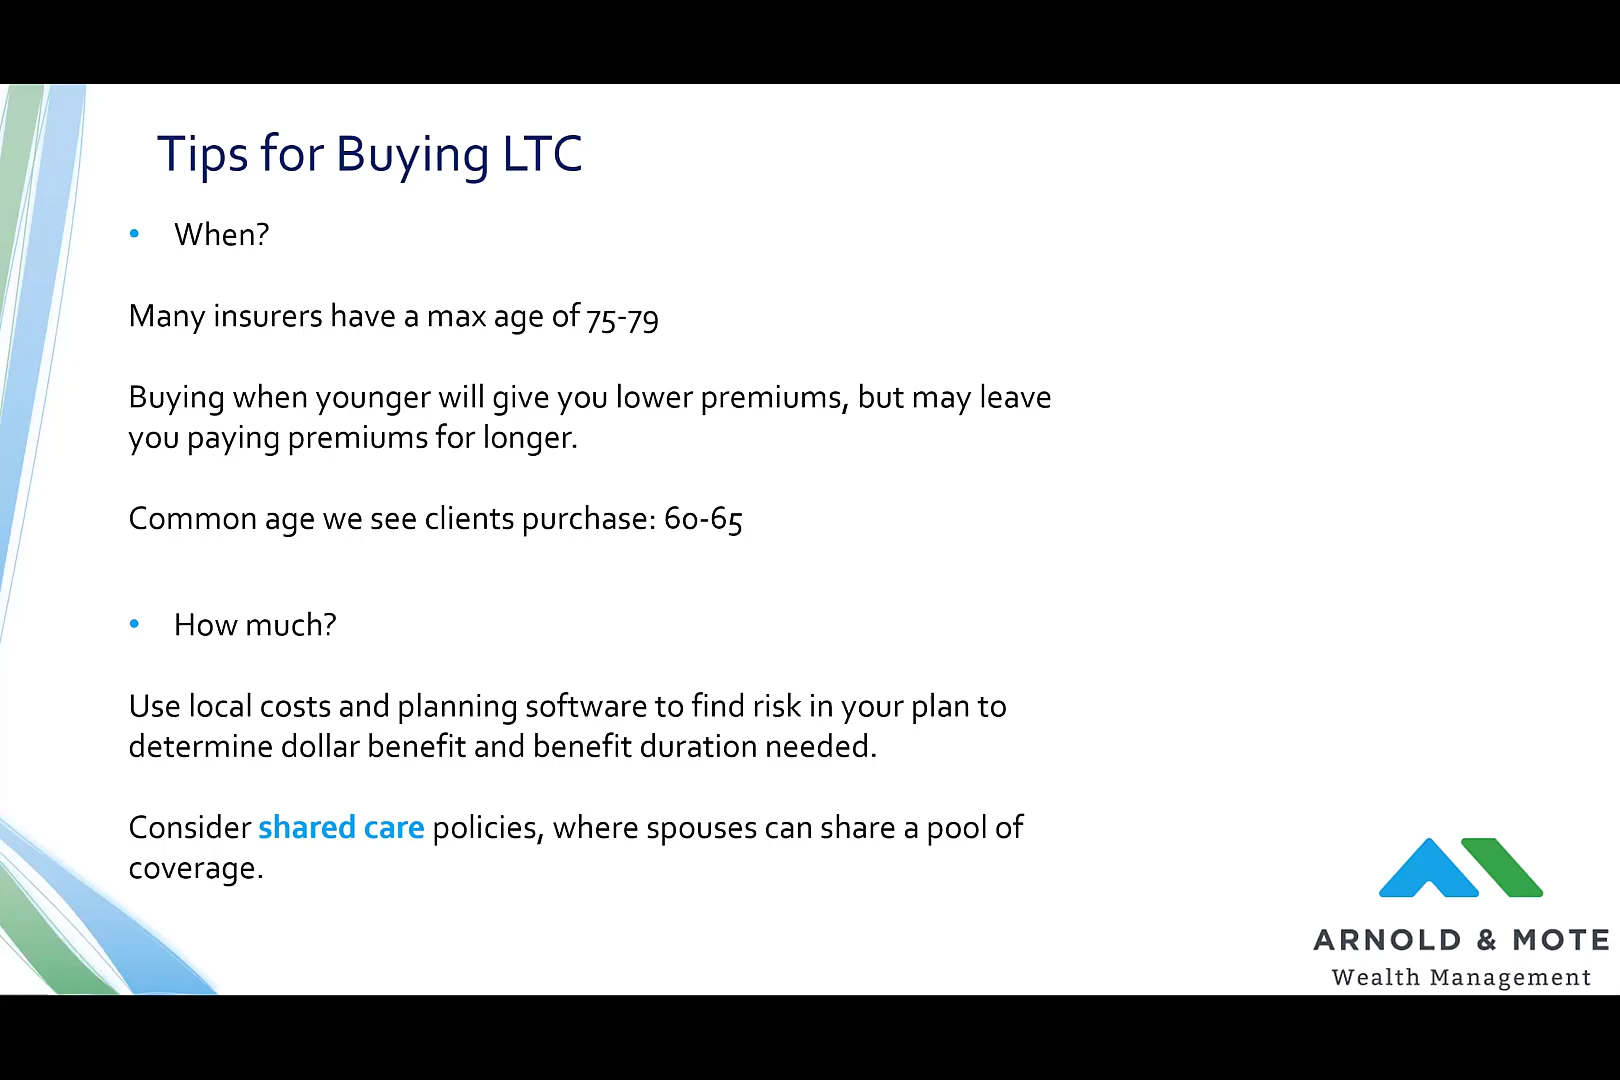 Tips for Buying LTC
• When?
Many insurers have a max age of 75-79
Buying when younger will give you lower premiums, but may leave
you paying premiums for longer.
Common age we see clients purchase: 60-65
• How much?
Use local costs and planning software to find risk in your plan to
determine dollar benefit and benefit duration needed.
Consider shared care policies, where spouses can share a pool of
coverage.
ARNOLD & MOTE
Wealth Management